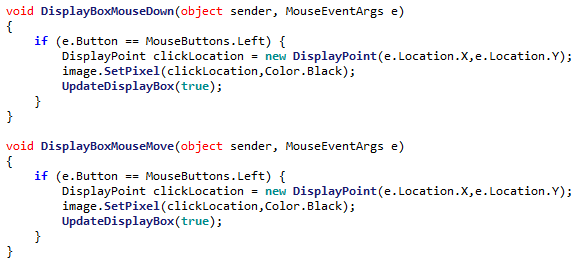 void DisplayBoxMouseDown(object sender, MouseEventArgs e)
{
    if (e.Button == MouseButtons.Left) {
        DisplayPoint clickLocation = new DisplayPoint(e.Location.X,e.Location.Y);
        image.SetPixel(clickLocation,Color.Black);
        UpdateDisplayBox(true);
    }
}

void DisplayBoxMouseMove(object sender, MouseEventArgs e)
{
    if (e.Button == MouseButtons.Left) {
        DisplayPoint clickLocation = new DisplayPoint(e.Location.X,e.Location.Y);
        image.SetPixel(clickLocation,Color.Black);
        UpdateDisplayBox(true);
    }
}